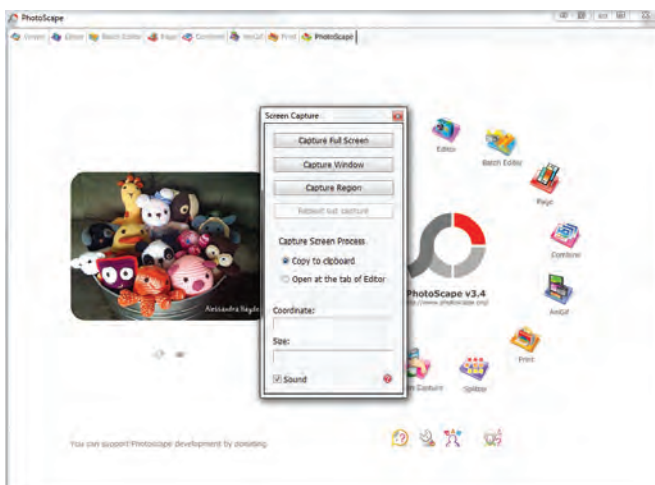 PhotoScape
Viewer Editor Batch Editor Page Combine AniGif Print PhotoScape
Screen Capture
Capture Full Screen
Capture Window
Capture Region
Copy to clipboard
Capture Screen Process
Open at the tab of Editor
Coordinate:
Size:
Sound
Editor
Batch Editor
Page
Combine
AniGif
Print
Splitter
Capture
PhotoScape v3.4
Alessandra Hayden
You can support PhotoScape development by donating.